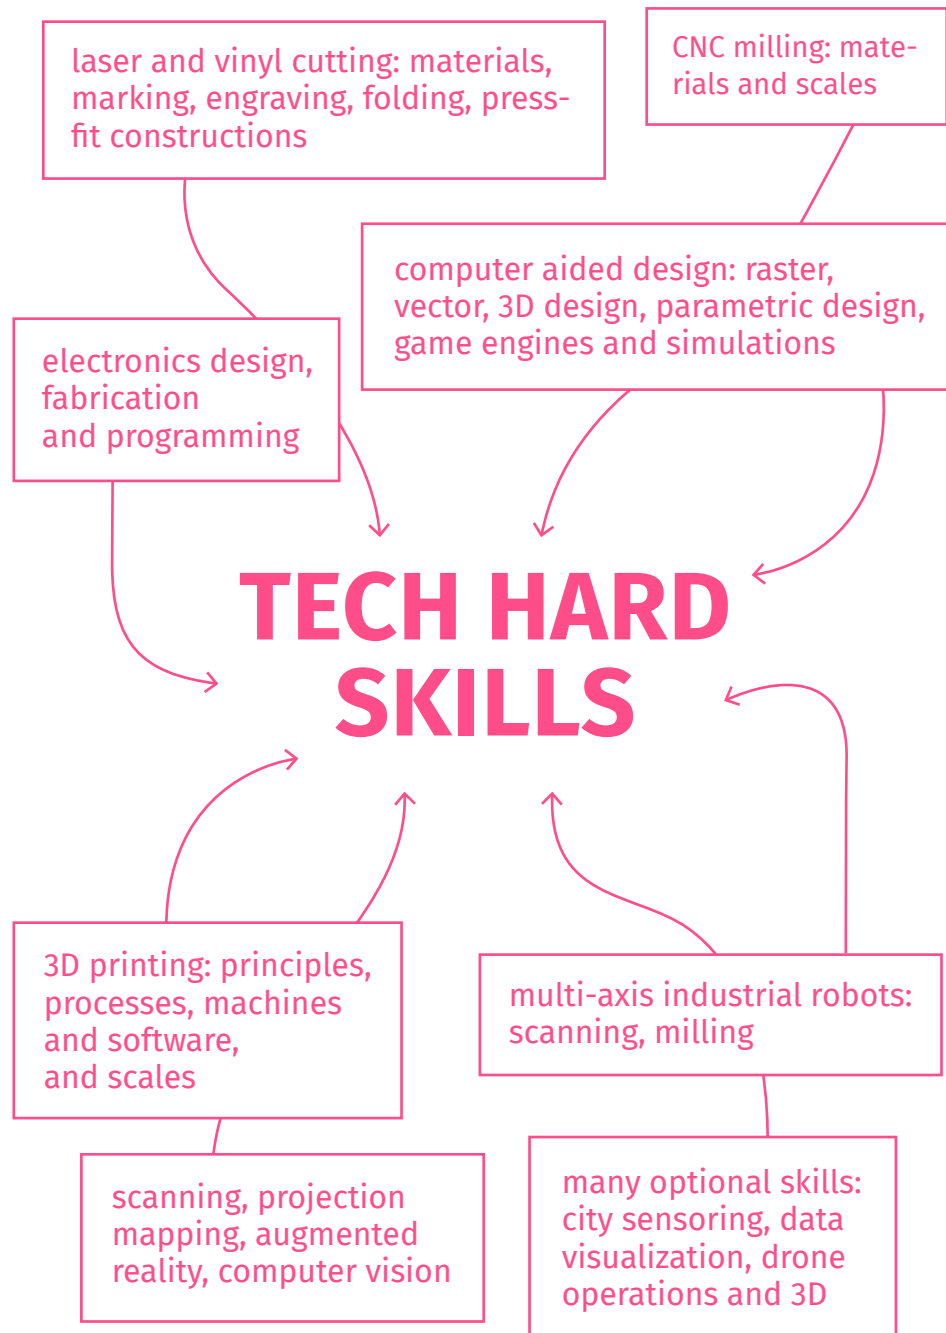 laser and vinyl cutting: materials,
marking, engraving, folding, press-
fit constructions
CNC milling: mate-
rials and scales
computer aided design: raster,
vector, 3D design, parametric design,
game engines and simulations
electronics design,
fabrication
and programming
TECH HARD
SKILLS
3D printing: principles,
processes, machines
and software,
and scales
multi-axis industrial robots:
scanning, milling
scanning, projection
mapping, augmented
reality, computer vision
many optional skills:
city sensoring, data
visualization, drone
operations and 3D